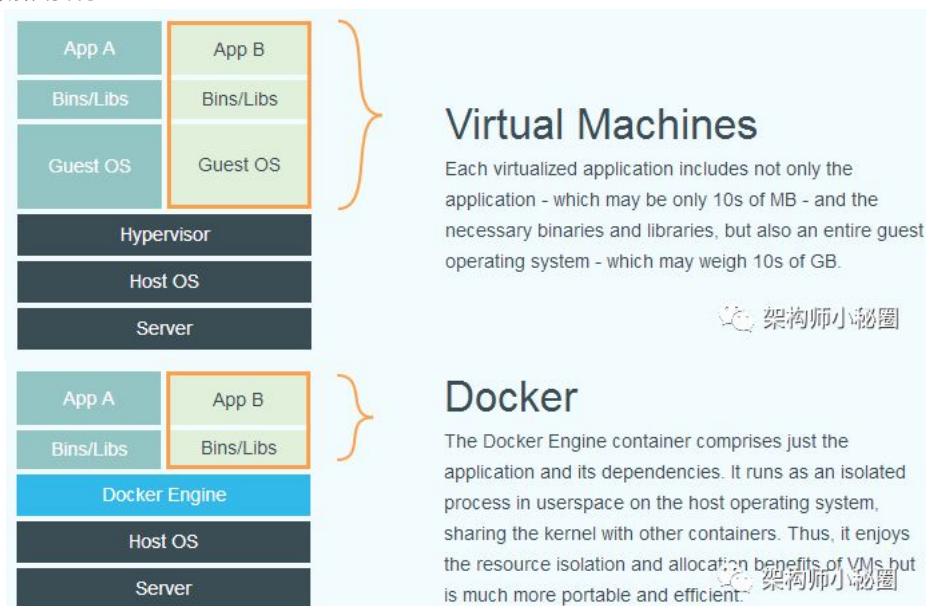 App A
App B
Bins/Libs
Bins/Libs
Guest OS
Guest OS
Hypervisor
Host OS
Server
Virtual Machines
Each virtualized application includes not only the
application - which may be only 10s of MB - and the
necessary binaries and libraries, but also an entire guest
operating system - which may weigh 10s of GB.
架构师小秘圈
App A
App B
Bins/Libs
Bins/Libs
Docker Engine
Host OS
Server
Docker
The Docker Engine container comprises just the
application and its dependencies. It runs as an isolated
process in userspace on the host operating system,
sharing the kernel with other containers. Thus, it enjoys
the resource isolation and allocation benefits of VMs but
is much more portable and efficient.
架构师小秘圈